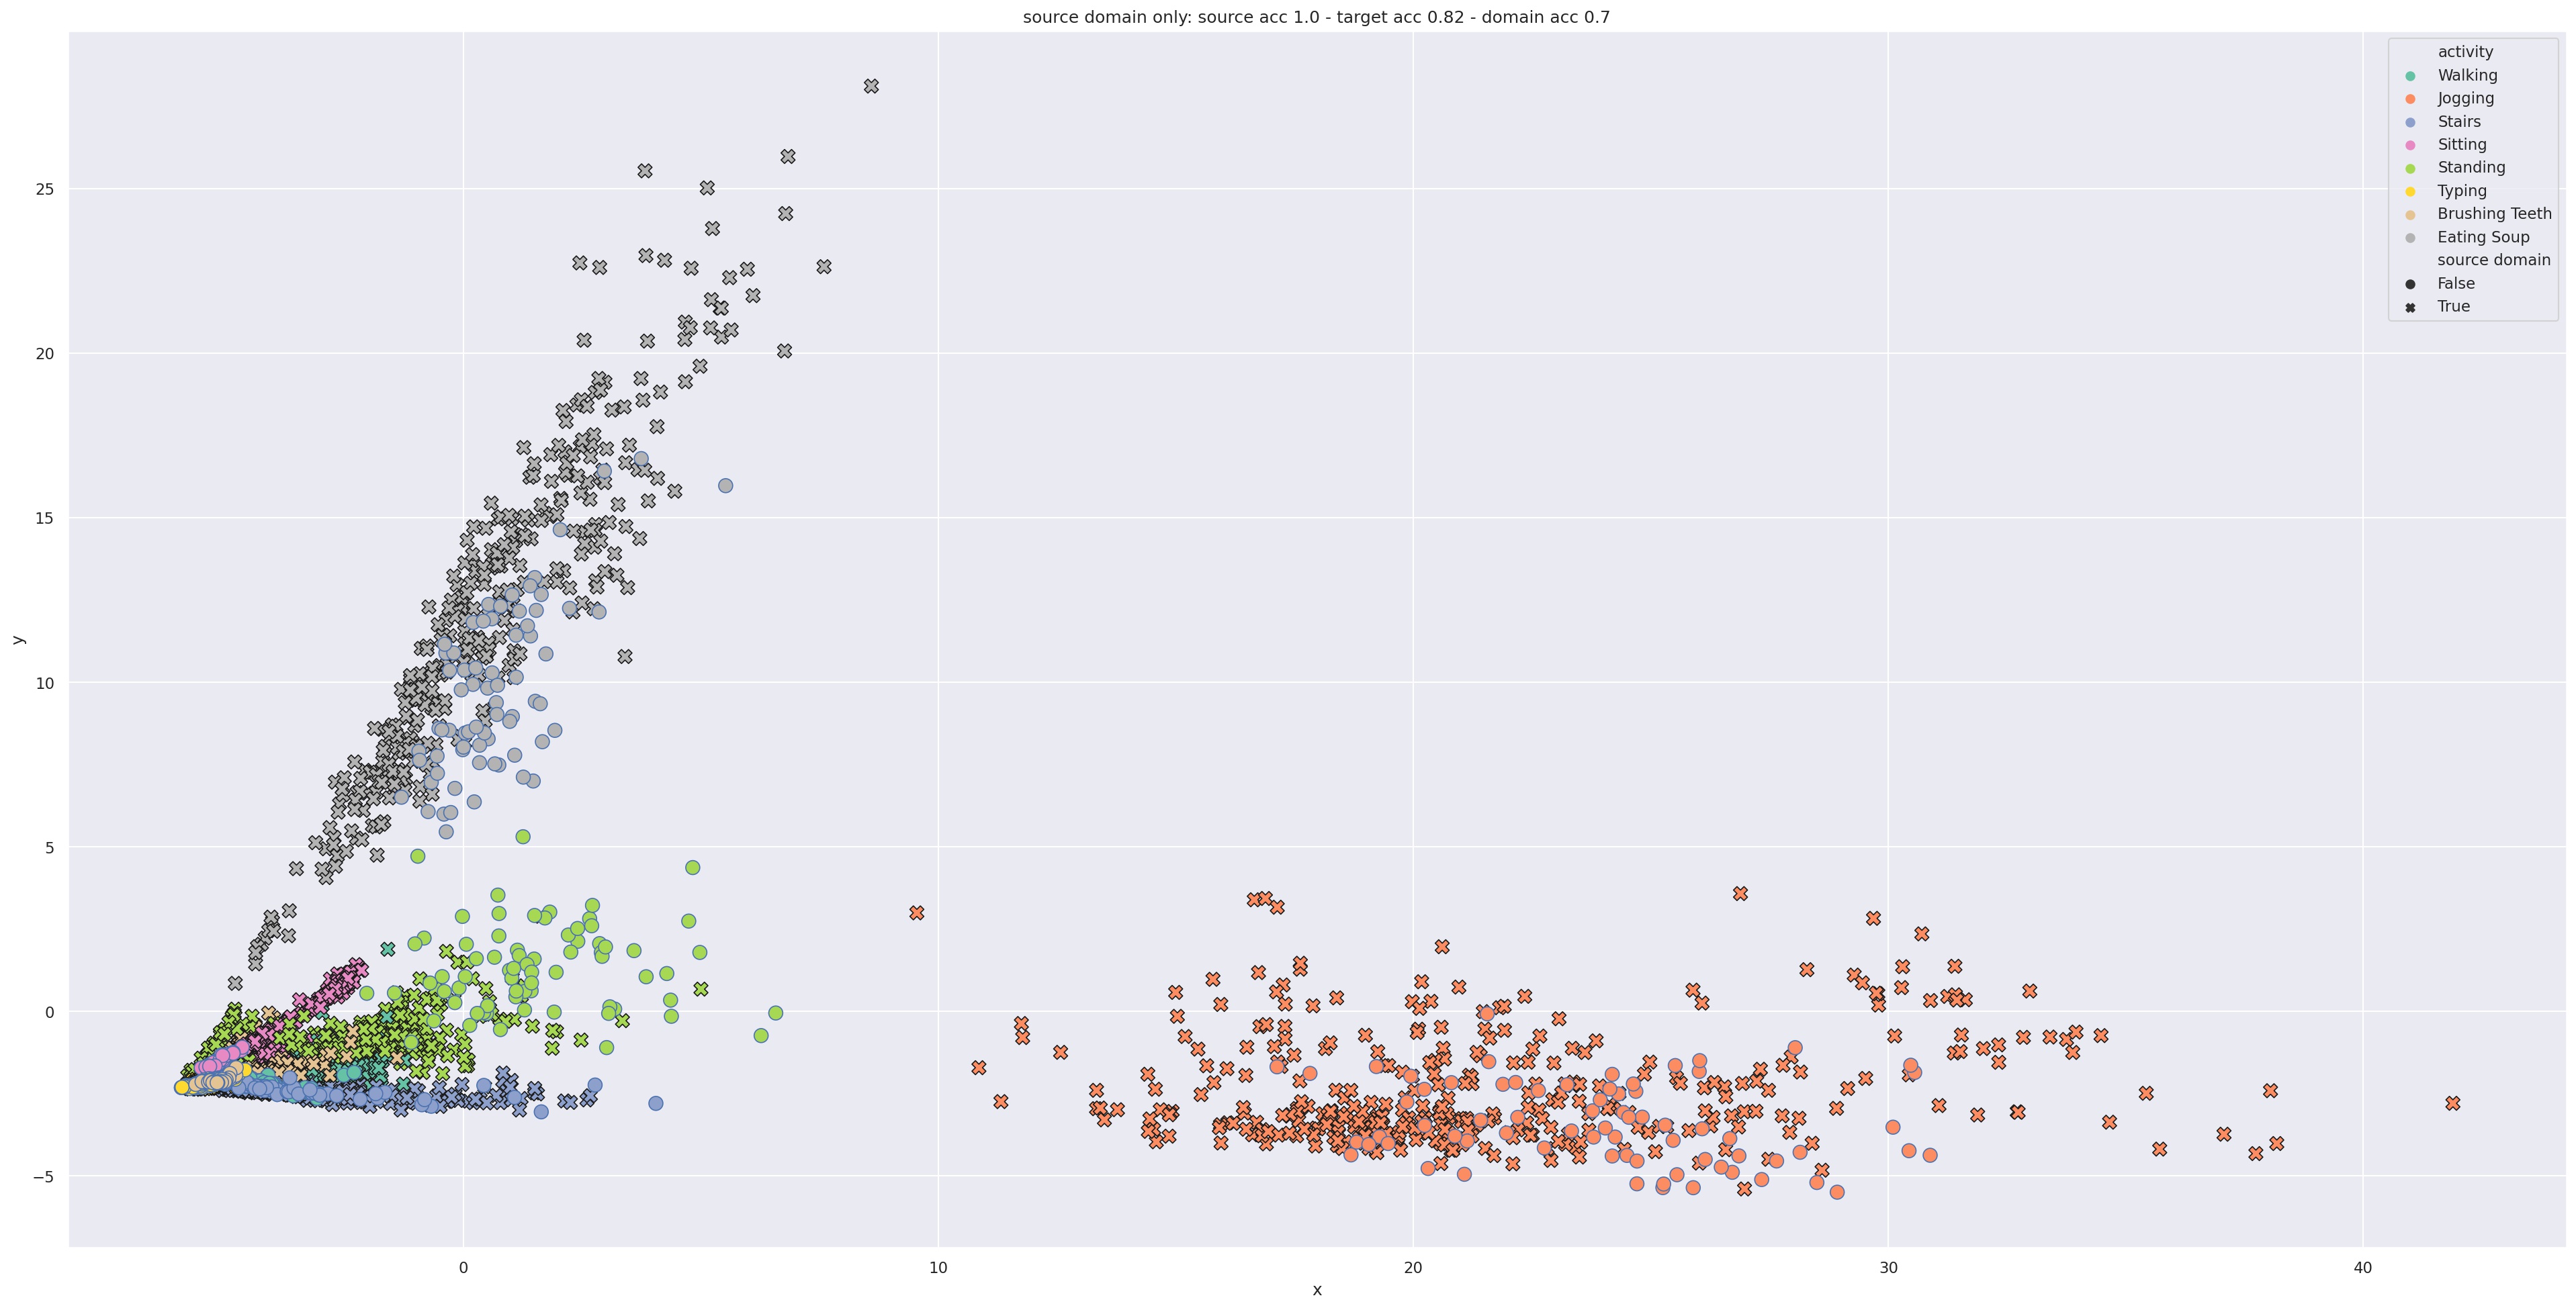 source domain only: source acc 1.0 - target acc 0.82 - domain acc 0.7
activity
Walking
Jogging
Stairs
Sitting
Standing
Typing
Brushing Teeth
Eating Soup
source domain
False
True
25
20
15
10
5
0
−5
y
0
10
20
30
40
x